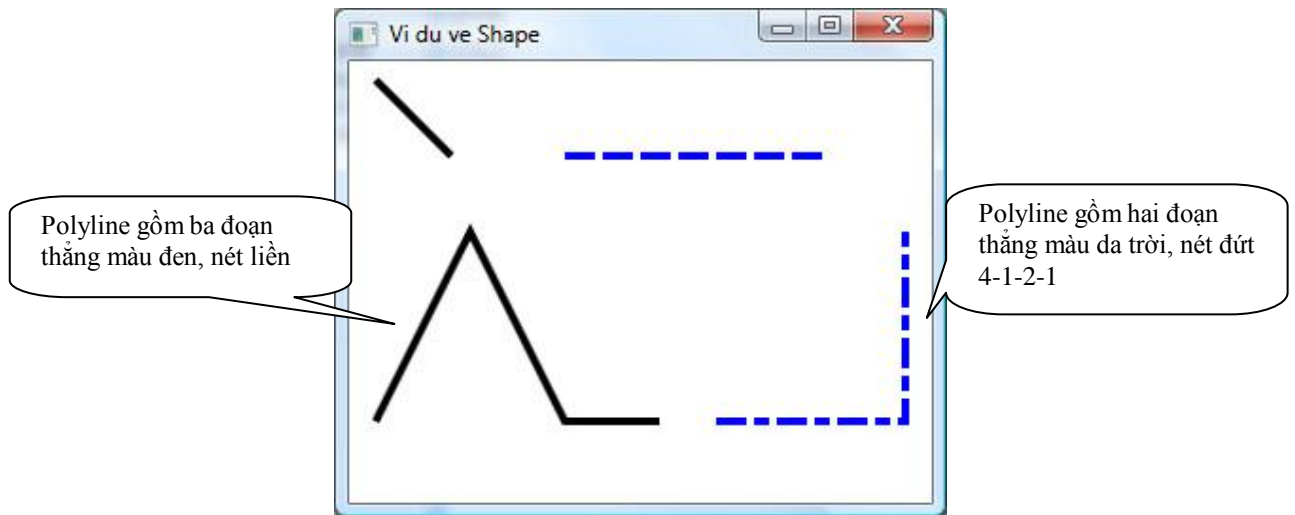 Vi du ve Shape
Polyline gồm ba đoạn
thẳng màu đen, nét liền
Polyline gồm hai đoạn
thẳng màu da trời, nét đứt
4-1-2-1